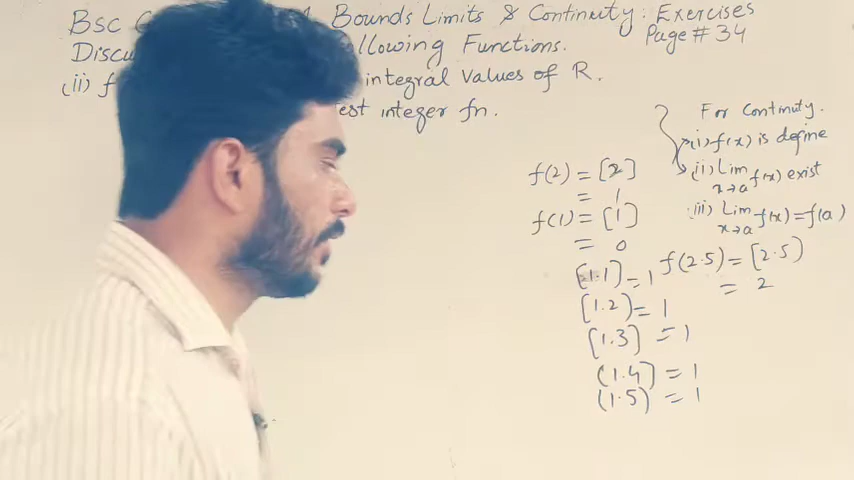 Bsc Bounds Limits & Continuity: Exercises
Page # 34
Discu llowing Functions.
(ii) f integral Values of R.
est integer fn.
For Continuity.
(i) f(x) is define
(ii) Lim f(x) exist
x→a
(iii) Lim f(x) = f(a)
x→a
f(2) = [2]
= 1
f(1) = [1]
= 0
[1.1] = 1
[1.2] = 1
[1.3] = 1
(1.4] = 1
(1.5) = 1
f(2.5) = [2.5)
= 2